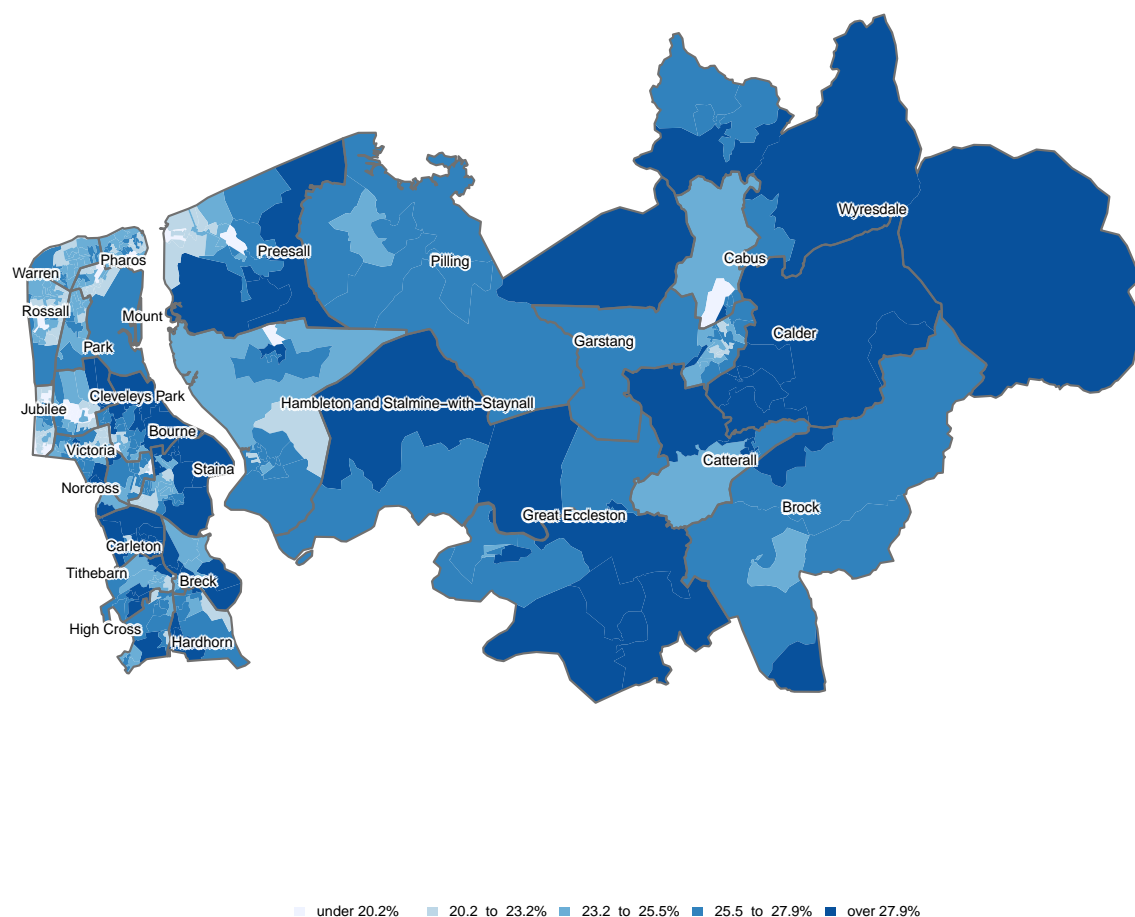 Wyresdale
Preesall
Pharos
Cabus
Pilling
Warren
Rossall
Mount
Calder
Garstang
Park
Cleveleys Park
Hambleton and Stalmine−with−Staynall
Jubilee
Bourne
Victoria
Catterall
Staina
Norcross
Brock
Great Eccleston
Carleton
Tithebarn
Breck
High Cross
Hardhorn
under 20.2% 20.2 to 23.2% 23.2 to 25.5% 25.5 to 27.9% over 27.9%